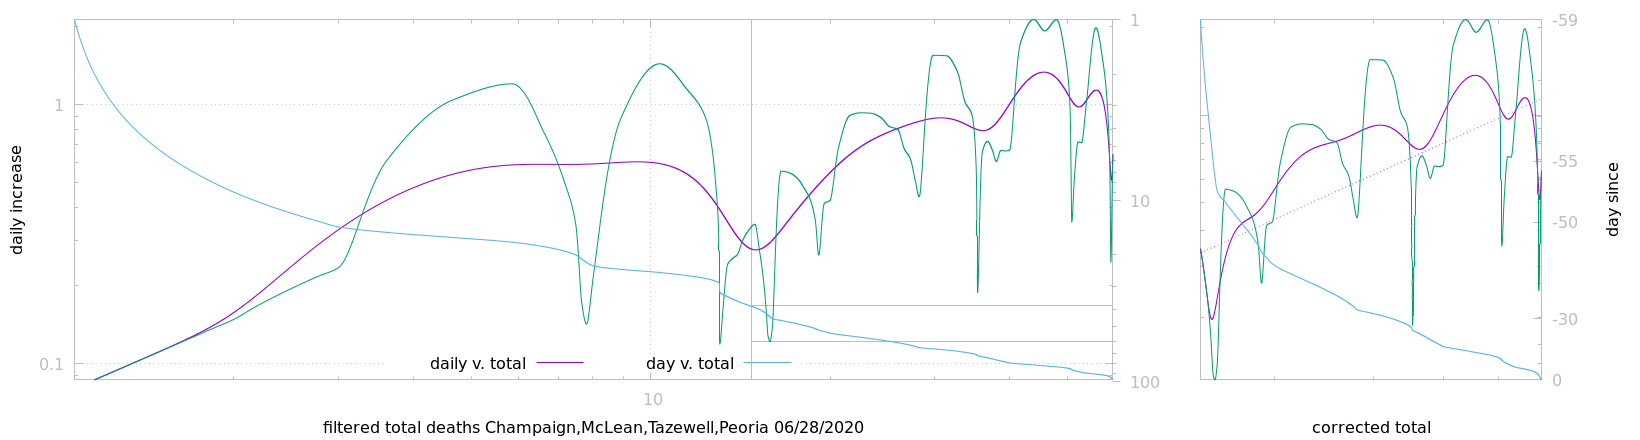 daily increase
1
0.1
10
1
10
100
daily v. total
day v. total
filtered total deaths Champaign,McLean,Tazewell,Peoria 06/28/2020
-59
-55
-50
-30
0
day since
corrected total